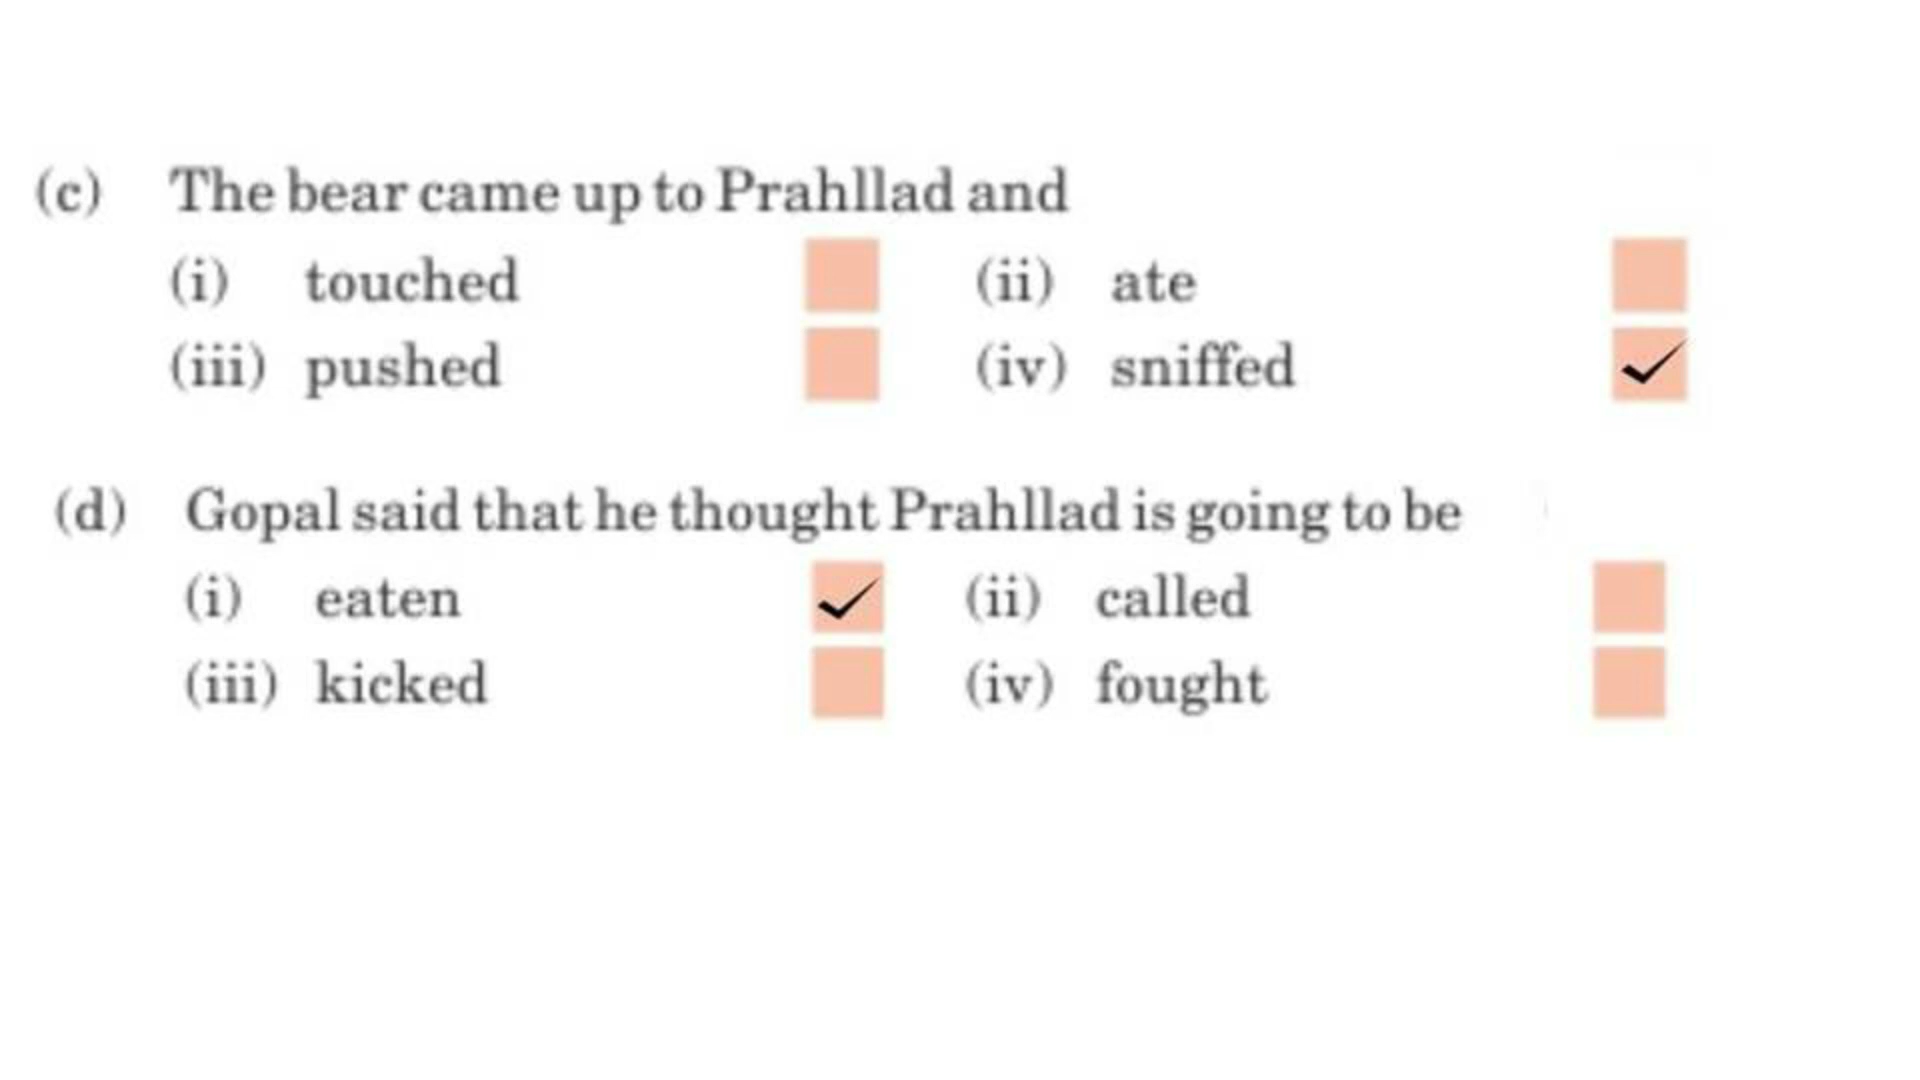 (c) The bear came up to Prahllad and
(i) touched (ii) ate
(iii) pushed (iv) sniffed ✓
(d) Gopal said that he thought Prahllad is going to be
(i) eaten ✓ (ii) called
(iii) kicked (iv) fought